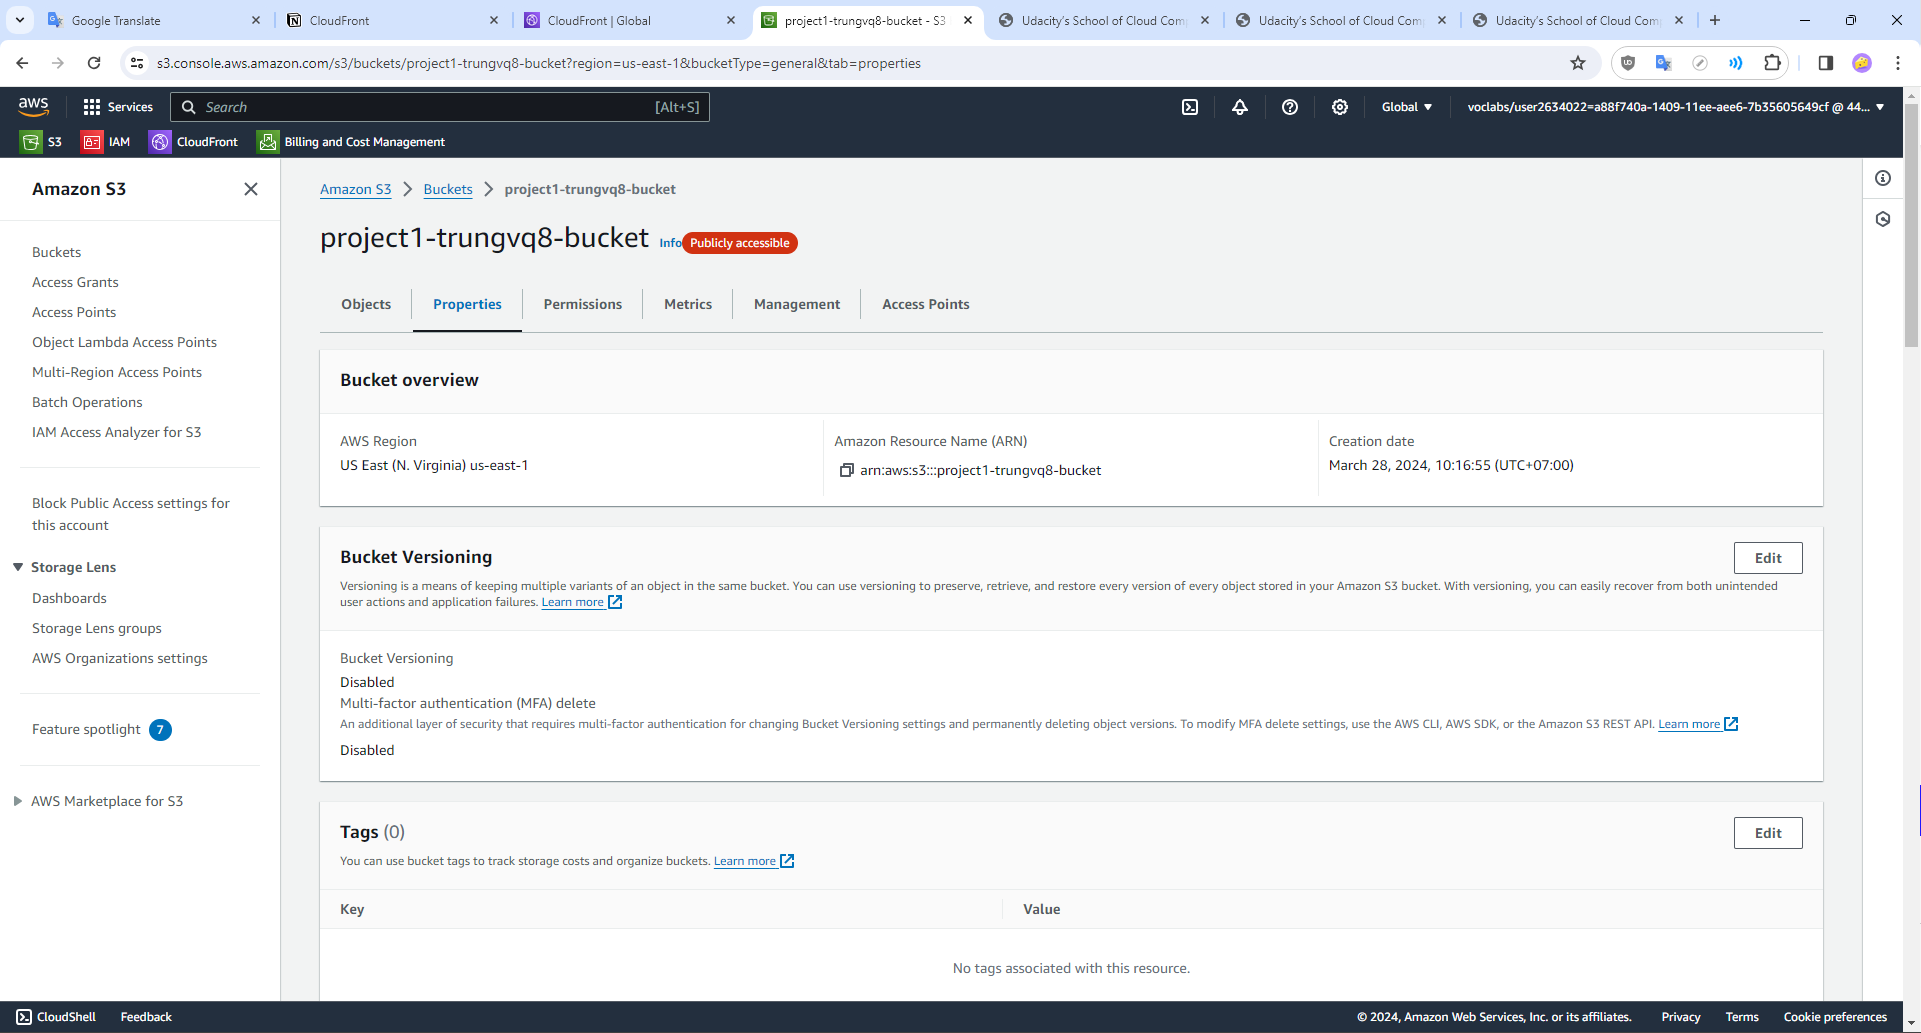 Google Translate
CloudFront
CloudFront | Global
project1-trungvq8-bucket - S3
Udacity's School of Cloud Com
Udacity's School of Cloud Com
Udacity's School of Cloud Com
s3.console.aws.amazon.com/s3/buckets/project1-trungvq8-bucket?region=us-east-1&bucketType=general&tab=properties
aws
Services
Search
[Alt+S]
Global
voclabs/user2634022=a88f740a-1409-11ee-aee6-7b35605649cf @ 44...
S3
IAM
CloudFront
Billing and Cost Management
Amazon S3
Buckets
Access Grants
Access Points
Object Lambda Access Points
Multi-Region Access Points
Batch Operations
IAM Access Analyzer for S3
Block Public Access settings for
this account
Storage Lens
Dashboards
Storage Lens groups
AWS Organizations settings
Feature spotlight 7
AWS Marketplace for S3
Amazon S3 > Buckets > project1-trungvq8-bucket
project1-trungvq8-bucket Info Publicly accessible
Objects
Properties
Permissions
Metrics
Management
Access Points
Bucket overview
AWS Region
US East (N. Virginia) us-east-1
Amazon Resource Name (ARN)
arn:aws:s3:::project1-trungvq8-bucket
Creation date
March 28, 2024, 10:16:55 (UTC+07:00)
Bucket Versioning
Edit
Versioning is a means of keeping multiple variants of an object in the same bucket. You can use versioning to preserve, retrieve, and restore every version of every object stored in your Amazon S3 bucket. With versioning, you can easily recover from both unintended
user actions and application failures. Learn more
Bucket Versioning
Disabled
Multi-factor authentication (MFA) delete
An additional layer of security that requires multi-factor authentication for changing Bucket Versioning settings and permanently deleting object versions. To modify MFA delete settings, use the AWS CLI, AWS SDK, or the Amazon S3 REST API. Learn more
Disabled
Tags (0)
Edit
You can use bucket tags to track storage costs and organize buckets. Learn more
Key
Value
No tags associated with this resource.
CloudShell
Feedback
© 2024, Amazon Web Services, Inc. or its affiliates.
Privacy
Terms
Cookie preferences